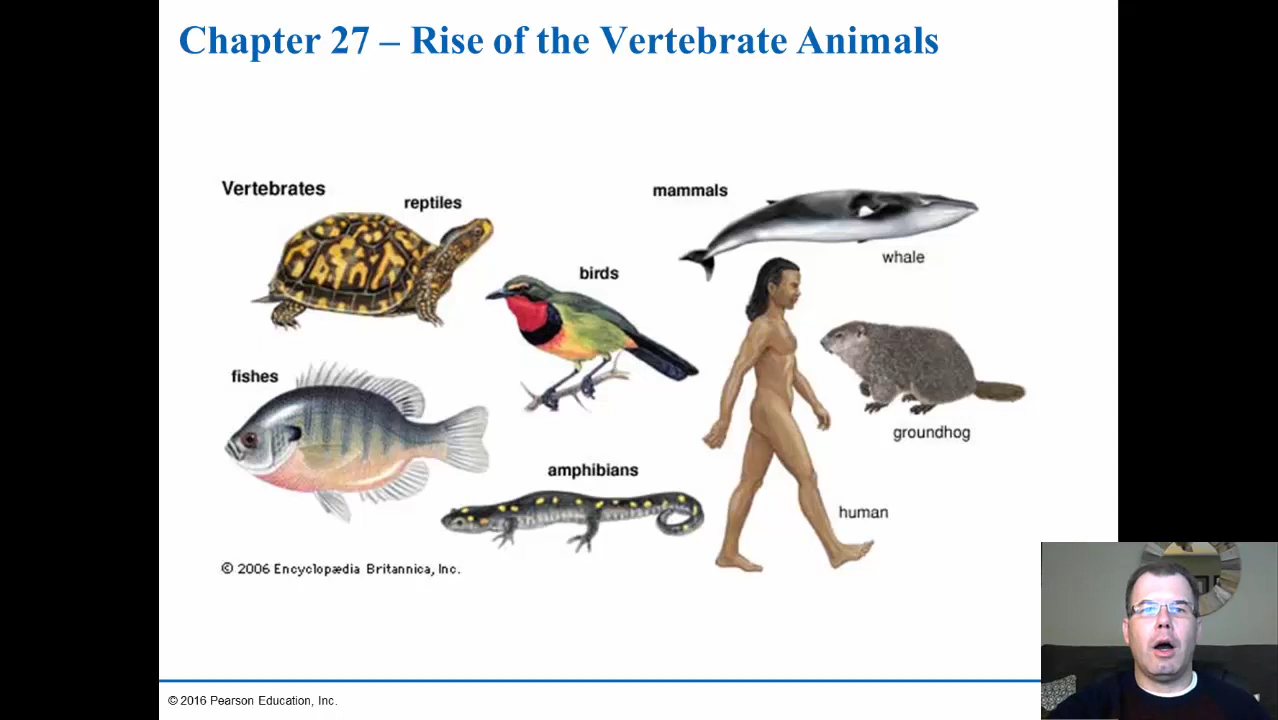 Chapter 27 – Rise of the Vertebrate Animals
Vertebrates
reptiles
mammals
whale
birds
fishes
groundhog
amphibians
human
© 2006 Encyclopædia Britannica, Inc.
© 2016 Pearson Education, Inc.